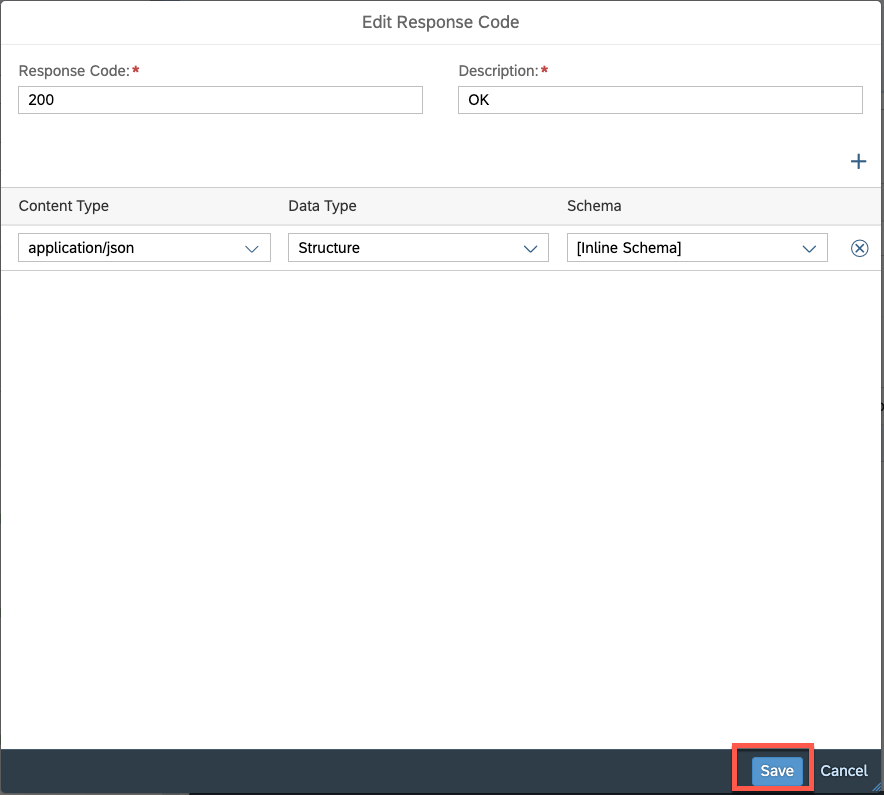 Edit Response Code
Response Code:* Description:*
200 OK
+
Content Type Data Type Schema
application/json Structure [Inline Schema]
Save Cancel